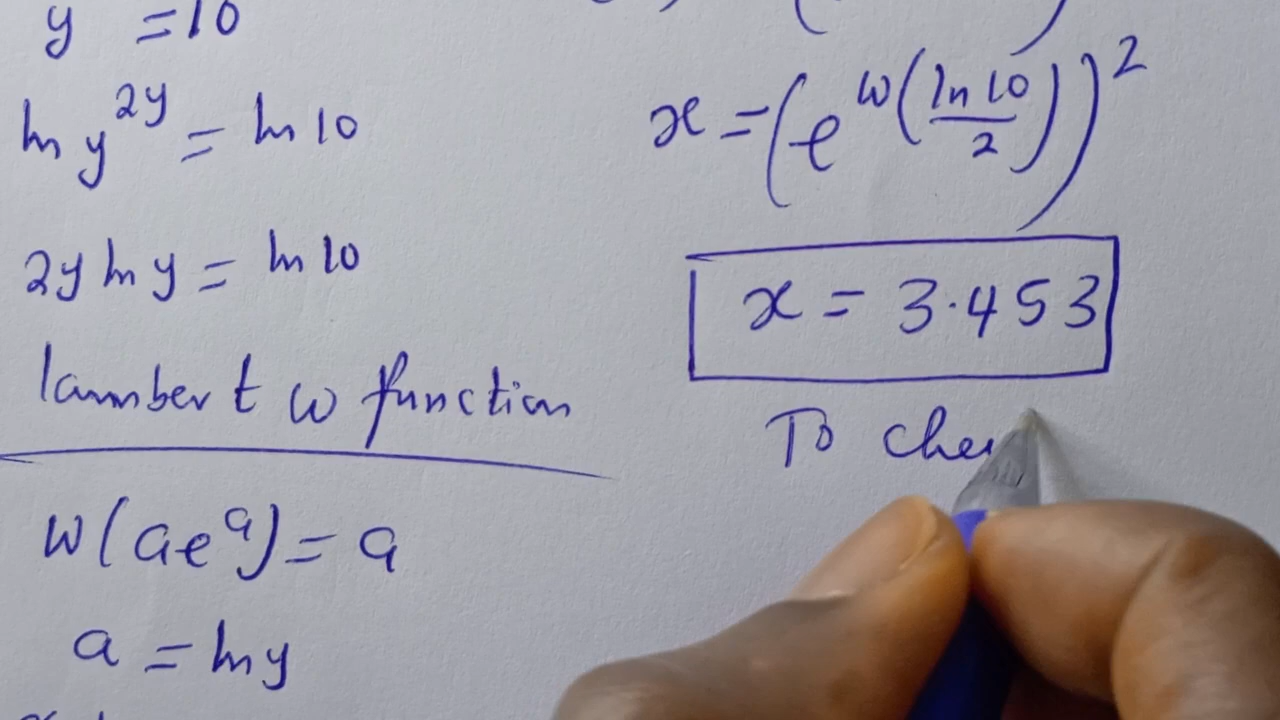 y = 10
ln y^2y = ln 10
2y ln y = ln 10
lambert w function
W(ae^a) = a
a = ln y
x = (e^W(ln 10/2))^2
x = 3.453
To chec